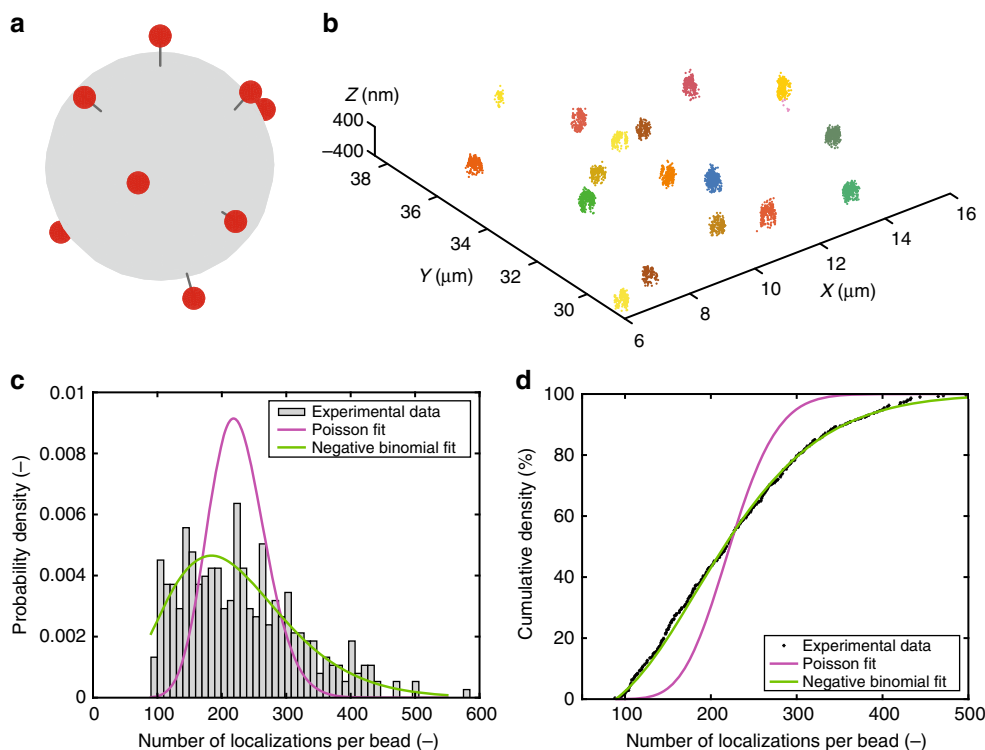 a
b
Z (nm)
400
−400
38
36
34
32
30
Y (μm)
6
8
10
12
14
16
X (μm)
c
0.01
0.008
0.006
0.004
0.002
0
Probability density (–)
Experimental data
Poisson fit
Negative binomial fit
0 100 200 300 400 500 600
Number of localizations per bead (–)
d
100
80
60
40
20
0
Cumulative density (%)
Experimental data
Poisson fit
Negative binomial fit
100 200 300 400 500
Number of localizations per bead (–)